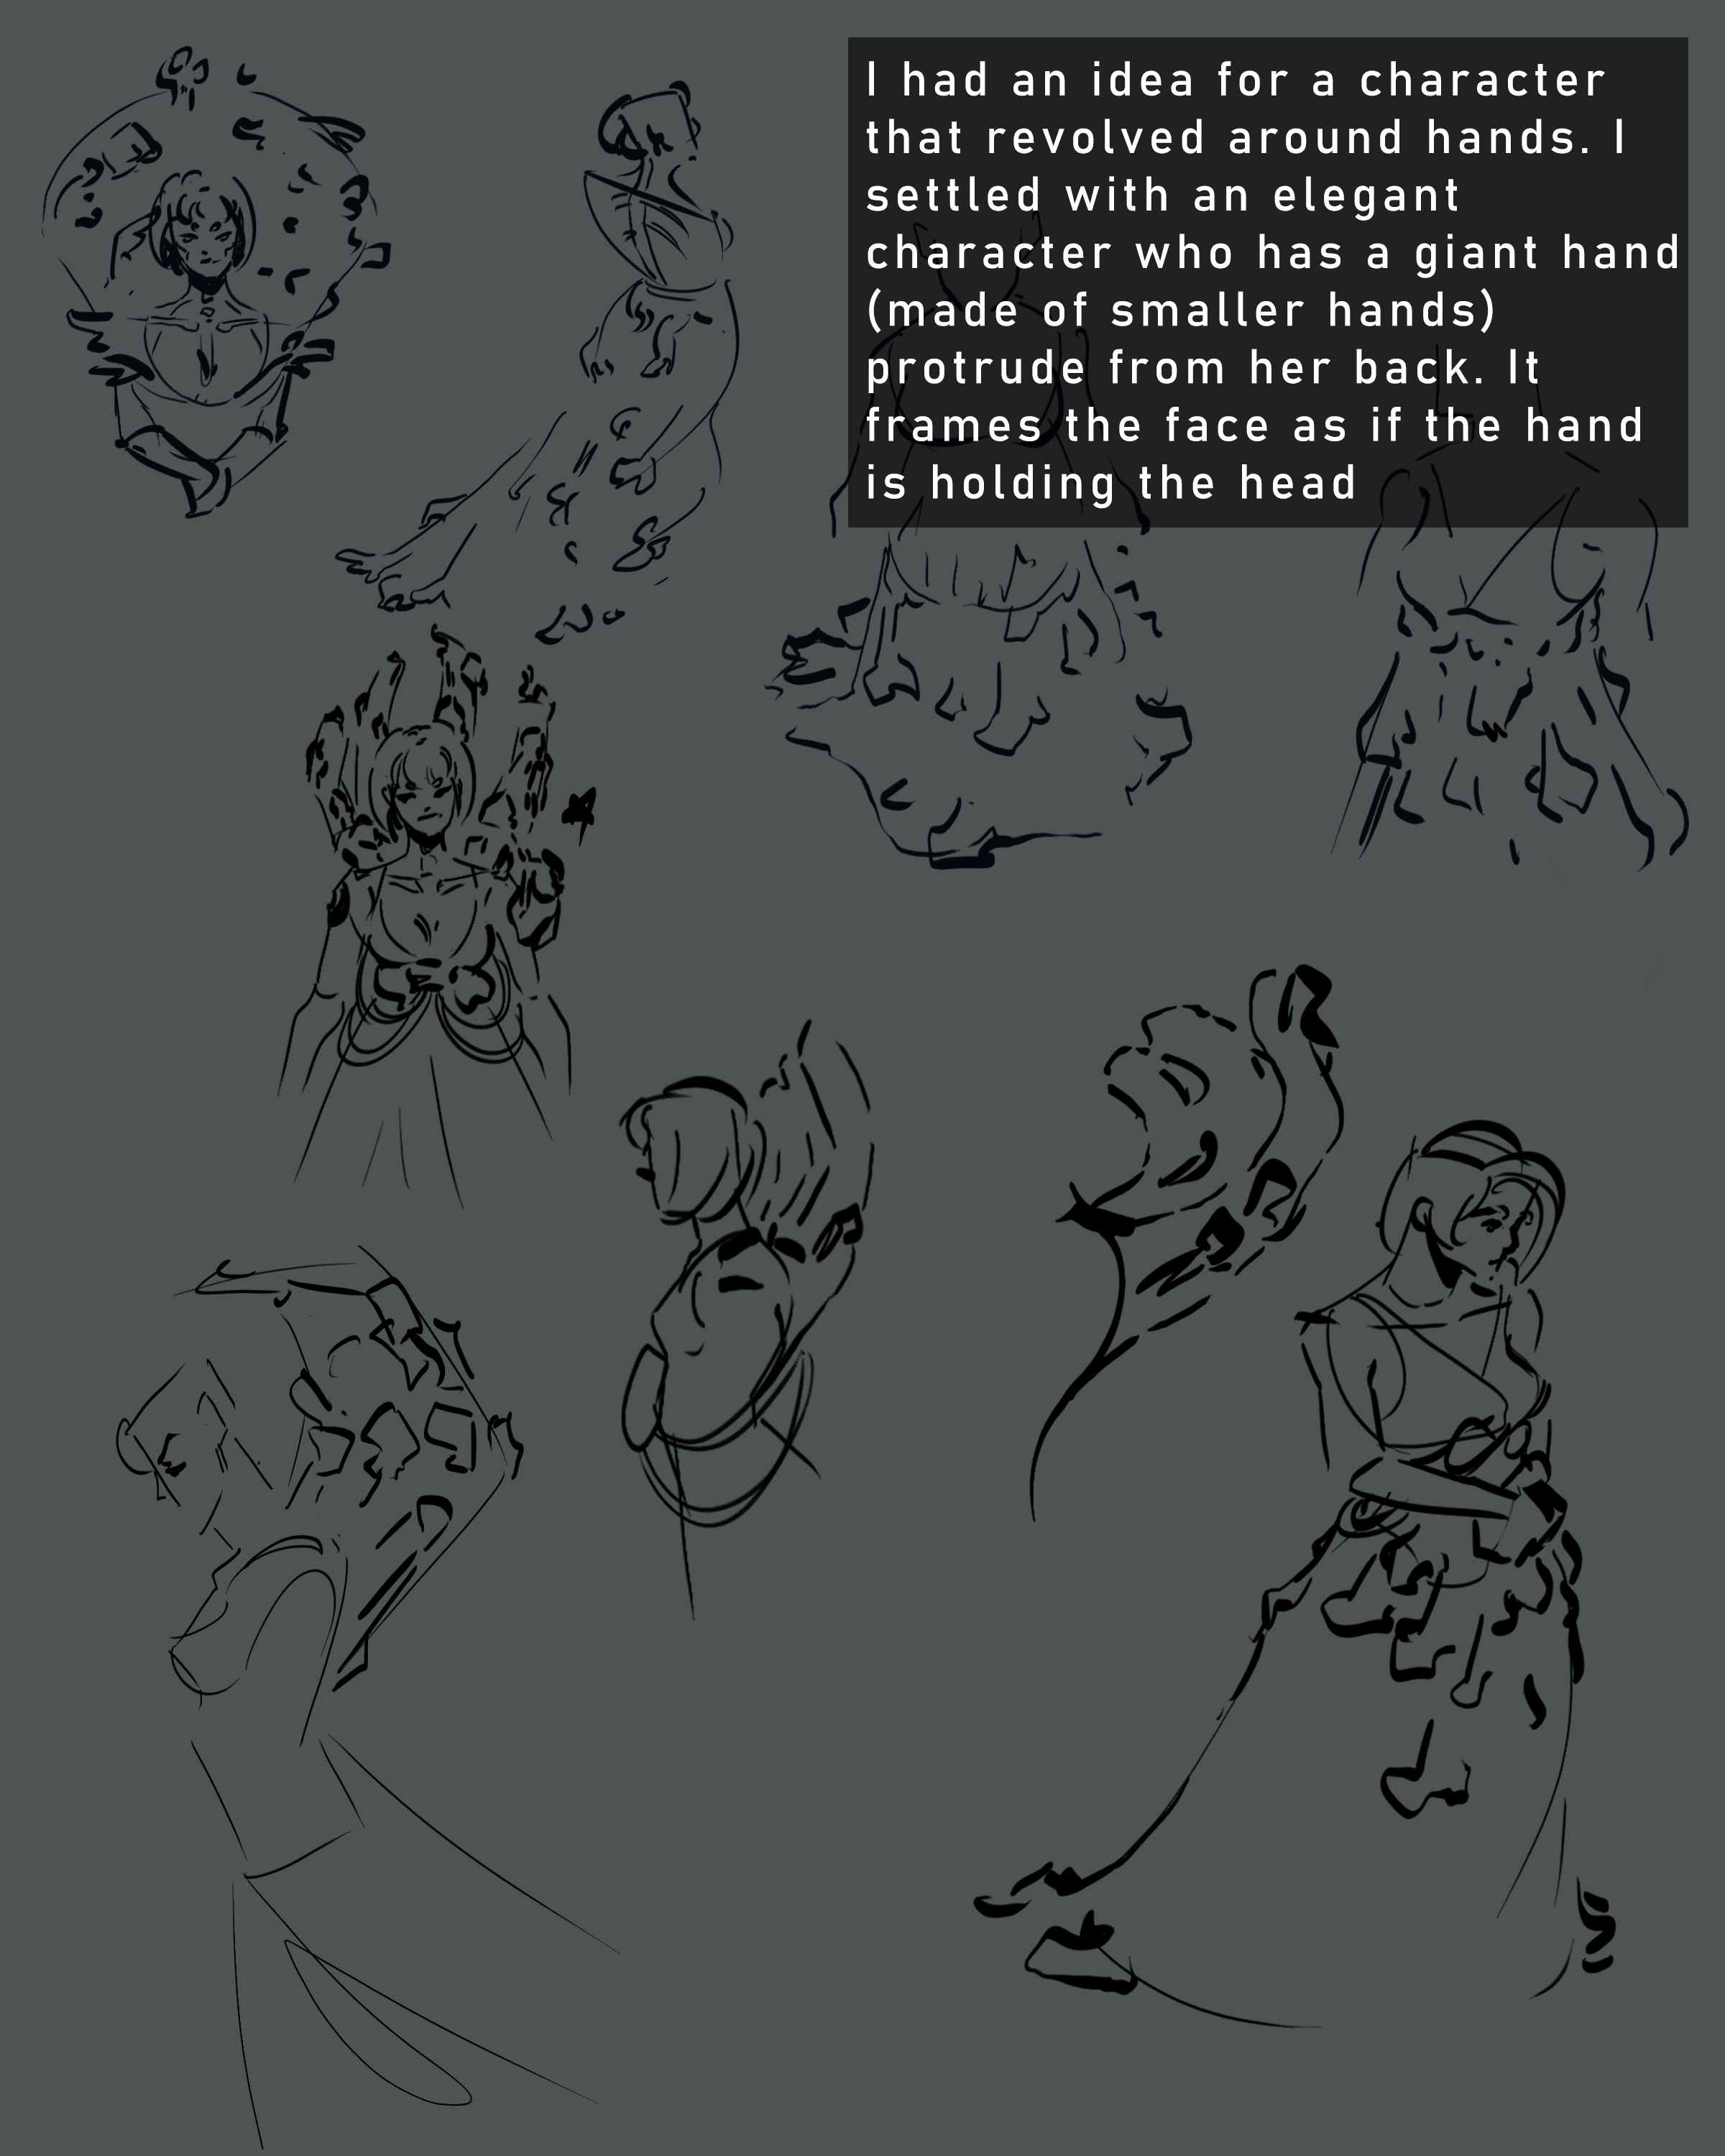 I had an idea for a character
that revolved around hands. I
settled with an elegant
character who has a giant hand
(made of smaller hands)
protrude from her back. It
frames the face as if the hand
is holding the head